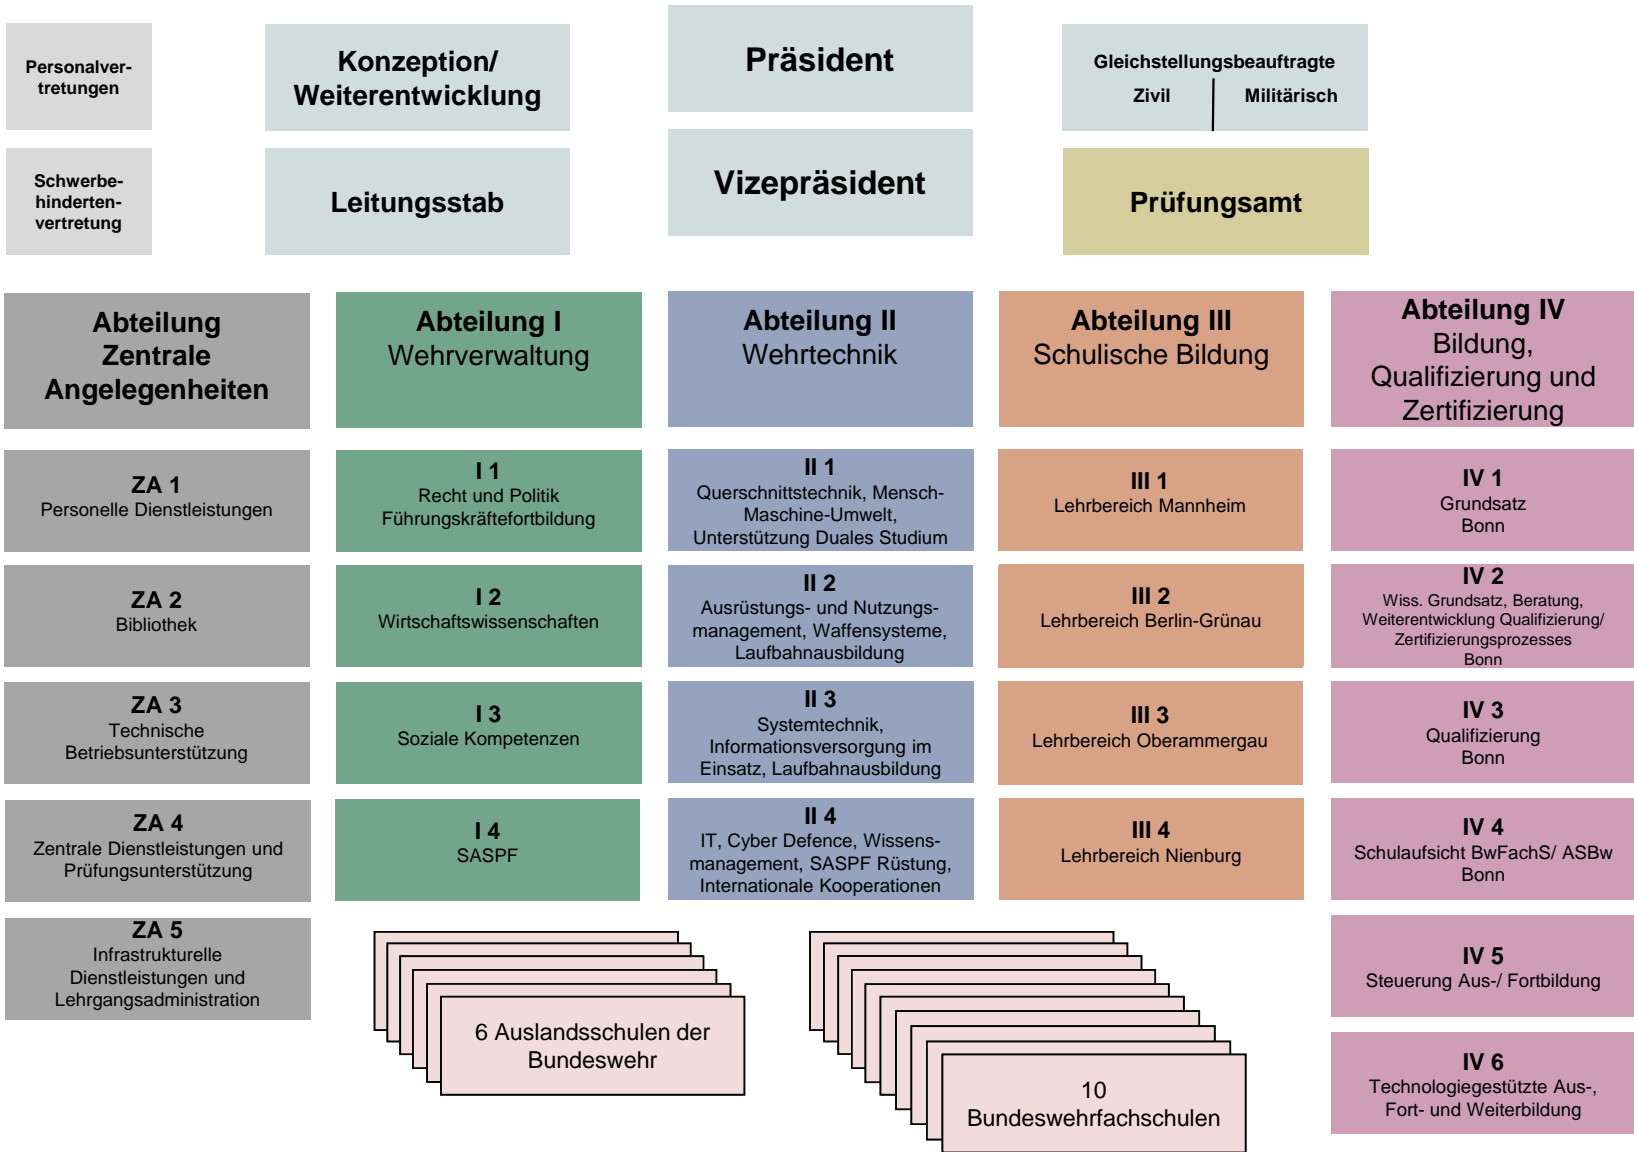 Personalver-
tretungen
Konzeption/
Weiterentwicklung
Präsident
Gleichstellungsbeauftragte
Zivil
Militärisch
Schwerbe-
hinderten-
vertretung
Leitungsstab
Vizepräsident
Prüfungsamt
Abteilung
Zentrale
Angelegenheiten
ZA 1
Personelle Dienstleistungen
ZA 2
Bibliothek
ZA 3
Technische
Betriebsunterstützung
ZA 4
Zentrale Dienstleistungen und
Prüfungsunterstützung
ZA 5
Infrastrukturelle
Dienstleistungen und
Lehrgangsadministration
Abteilung I
Wehrverwaltung
I 1
Recht und Politik
Führungskräftefortbildung
I 2
Wirtschaftswissenschaften
I 3
Soziale Kompetenzen
I 4
SASPF
Abteilung II
Wehrtechnik
II 1
Querschnittstechnik, Mensch-
Maschine-Umwelt,
Unterstützung Duales Studium
II 2
Ausrüstungs- und Nutzungs-
management, Waffensysteme,
Laufbahnausbildung
II 3
Systemtechnik,
Informationsversorgung im
Einsatz, Laufbahnausbildung
II 4
IT, Cyber Defence, Wissens-
management, SASPF Rüstung,
Internationale Kooperationen
Abteilung III
Schulische Bildung
III 1
Lehrbereich Mannheim
III 2
Lehrbereich Berlin-Grünau
III 3
Lehrbereich Oberammergau
III 4
Lehrbereich Nienburg
Abteilung IV
Bildung,
Qualifizierung und
Zertifizierung
IV 1
Grundsatz
Bonn
IV 2
Wiss. Grundsatz, Beratung,
Weiterentwicklung Qualifizierung/
Zertifizierungsprozesses
Bonn
IV 3
Qualifizierung
Bonn
IV 4
Schulaufsicht BwFachS/ ASBw
Bonn
IV 5
Steuerung Aus-/ Fortbildung
IV 6
Technologiegestützte Aus-,
Fort- und Weiterbildung
6 Auslandsschulen der
Bundeswehr
10
Bundeswehrfachschulen